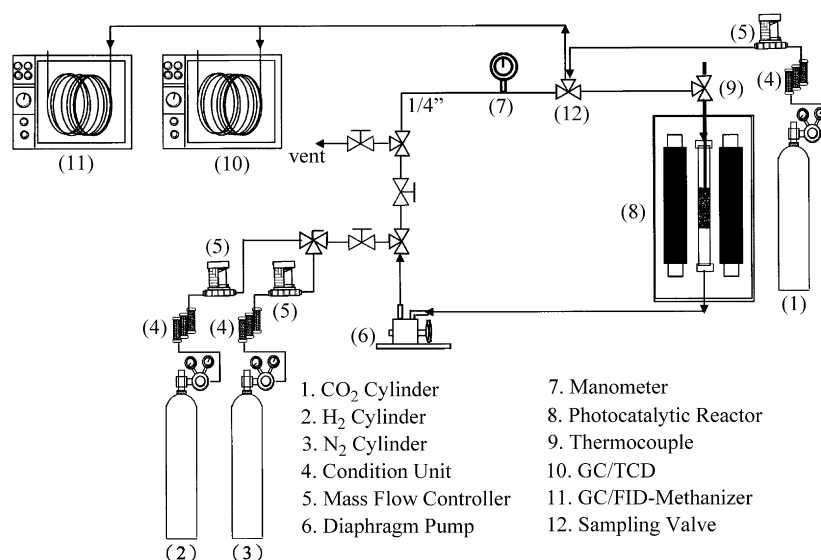 (5)
(4)
(11)
(10)
1/4”
(7)
(12)
(9)
vent
(8)
(5)
(5)
(4)
(4)
(6)
(1)
1. CO₂ Cylinder
2. H₂ Cylinder
3. N₂ Cylinder
4. Condition Unit
5. Mass Flow Controller
6. Diaphragm Pump
7. Manometer
8. Photocatalytic Reactor
9. Thermocouple
10. GC/TCD
11. GC/FID-Methanizer
12. Sampling Valve
(2)
(3)